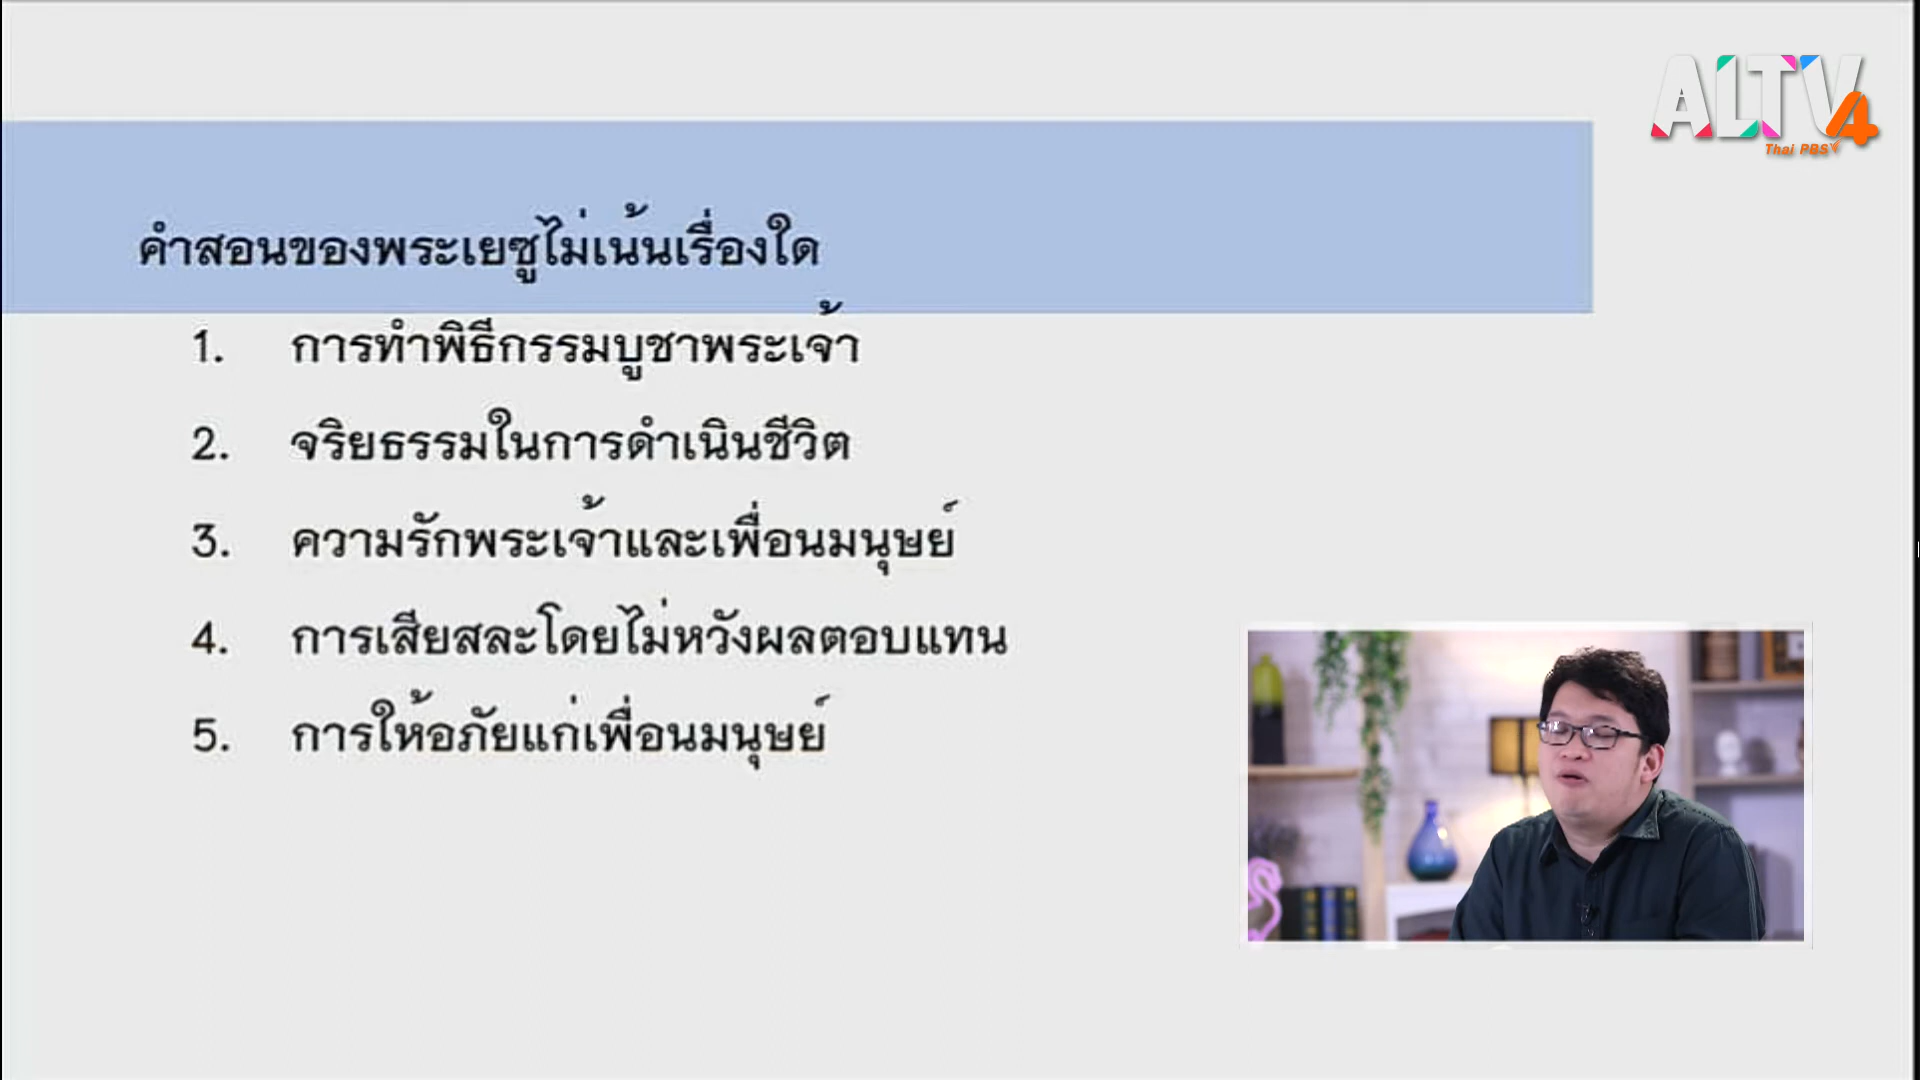 ALTV4
Thai PBS
คำสอนของพระเยซูไม่เน้นเรื่องใด
1. การทำพิธีกรรมบูชาพระเจ้า
2. จริยธรรมในการดำเนินชีวิต
3. ความรักพระเจ้าและเพื่อนมนุษย์
4. การเสียสละโดยไม่หวังผลตอบแทน
5. การให้อภัยแก่เพื่อนมนุษย์